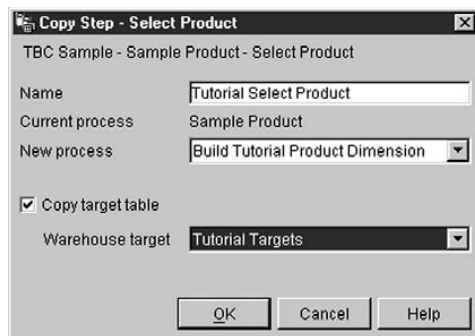 Copy Step - Select Product
TBC Sample - Sample Product - Select Product
Name Tutorial Select Product
Current process Sample Product
New process Build Tutorial Product Dimension
Copy target table
Warehouse target Tutorial Targets
OK Cancel Help